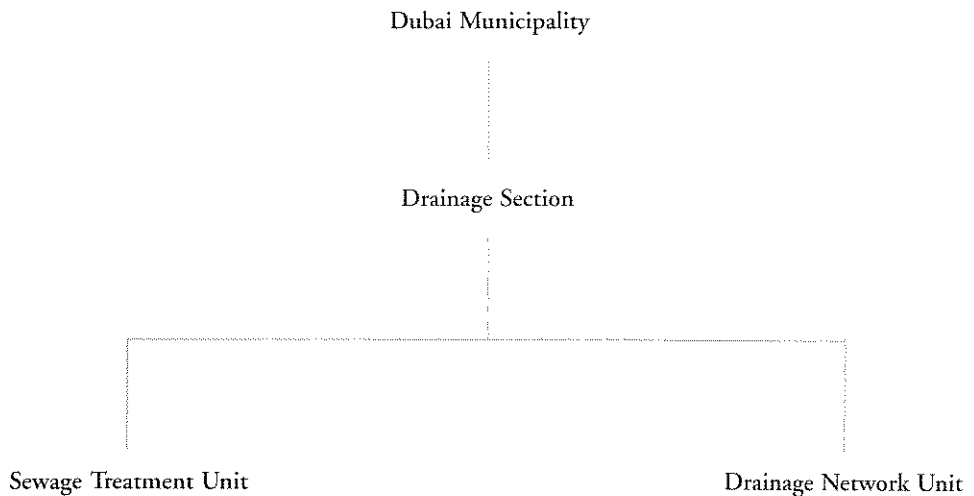 Dubai Municipality
Drainage Section
Sewage Treatment Unit
Drainage Network Unit